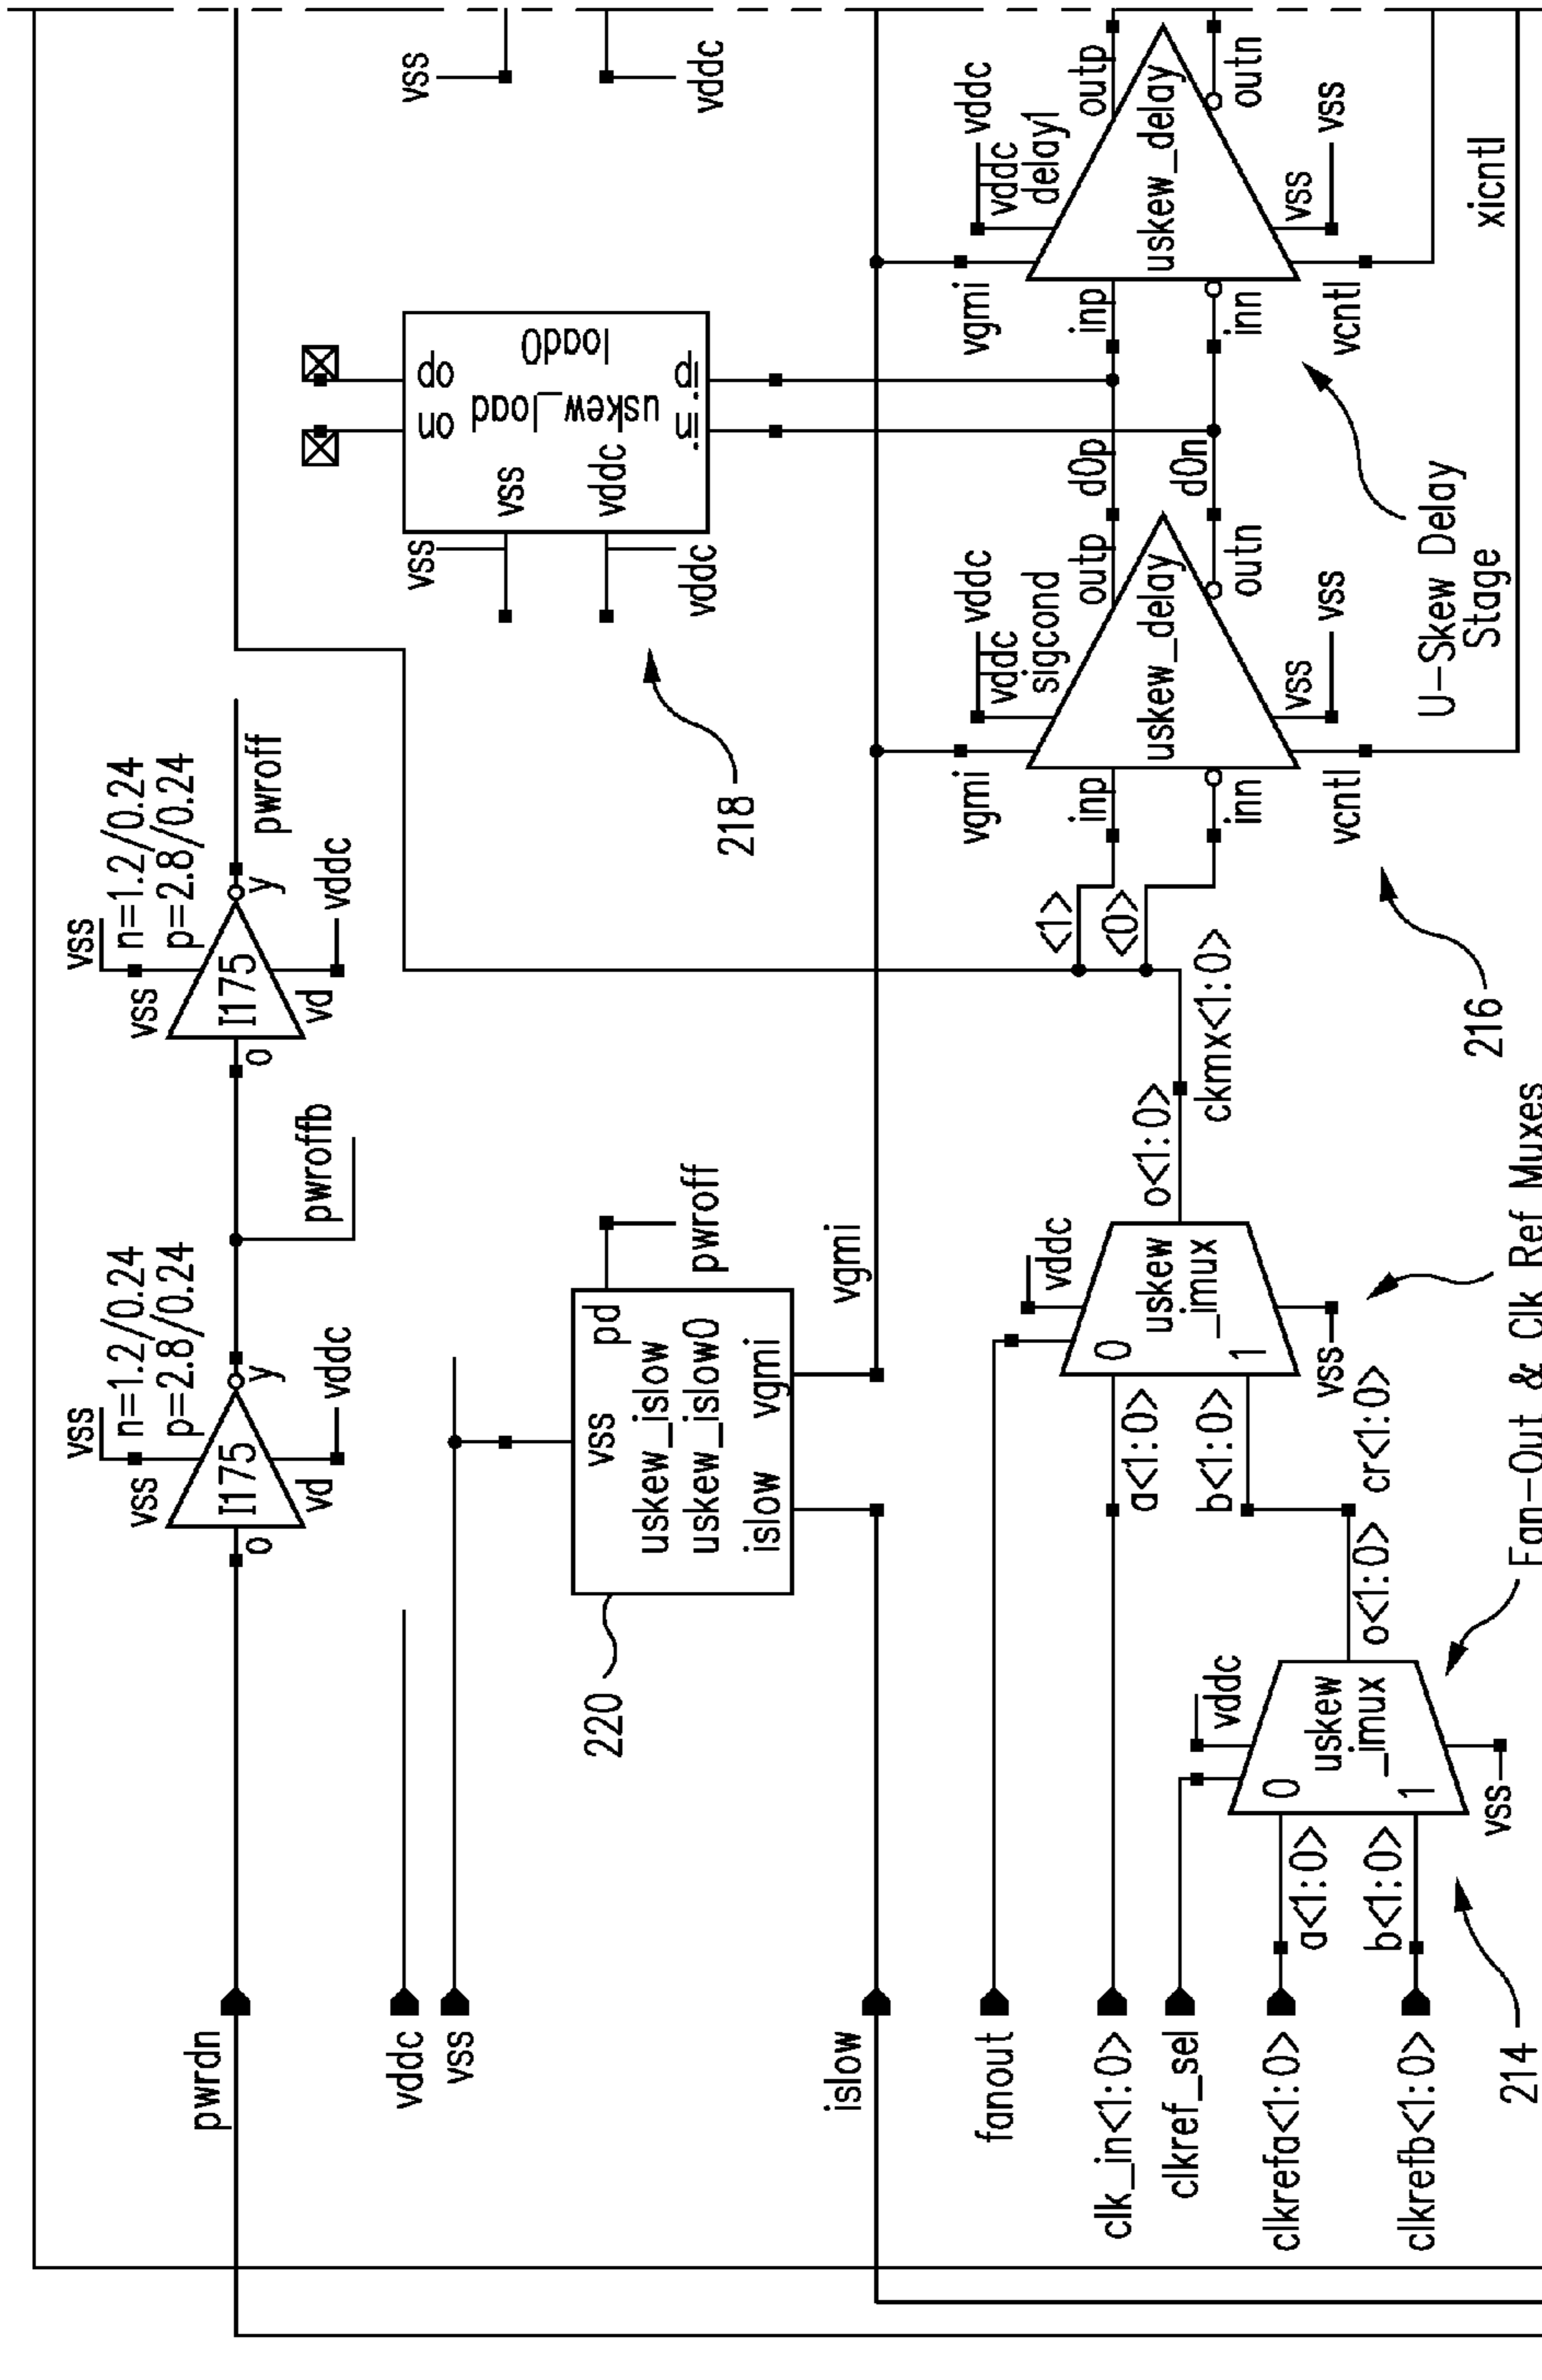 pwrdn
vss
n=1.2/0.24
p=2.8/0.24
vss
I175
vd
vddc
o
y
pwroffb
vss
n=1.2/0.24
p=2.8/0.24
vss
I175
vd
vddc
o
y
pwroff
vddc
vss
220
vss
pd
pwroff
uskew_islow
uskew_islow0
islow
vgmi
vgmi
islow
218
vss
vddc
vss
vddc
on
op
uskew_load
load0
in
ip
vss
vddc
fanout
clk_in<1:0>
clkref_sel
clkrefa<1:0>
clkrefb<1:0>
214
a<1:0>
b<1:0>
0
1
uskew
_imux
vddc
vss
o<1:0>
cr<1:0>
Fan-Out & Clk Ref Muxes
a<1:0>
b<1:0>
0
1
uskew
_imux
vddc
vss
o<1:0>
ckmx<1:0>
<1>
<0>
216
vgmi
inp
inn
vcntl
vddc
vddc
sigcond
uskew_delay
vss
vss
outp
outn
d0p
d0n
U-Skew Delay
Stage
vgmi
inp
inn
vcntl
vddc
vddc
delay1
uskew_delay
vss
vss
outp
outn
xicntl